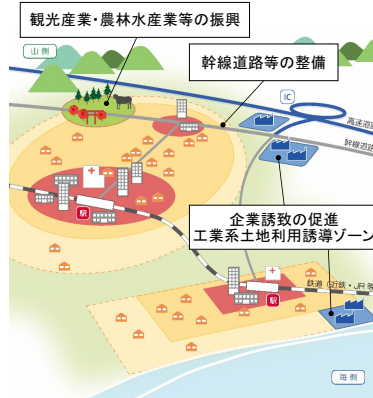 観光産業・農林水産業等の振興
山側
幹線道路等の整備
IC
高速道路
幹線道路
企業誘致の促進
工業系土地利用誘導ゾーン
駅
鉄道（近鉄・JR等
駅
海側